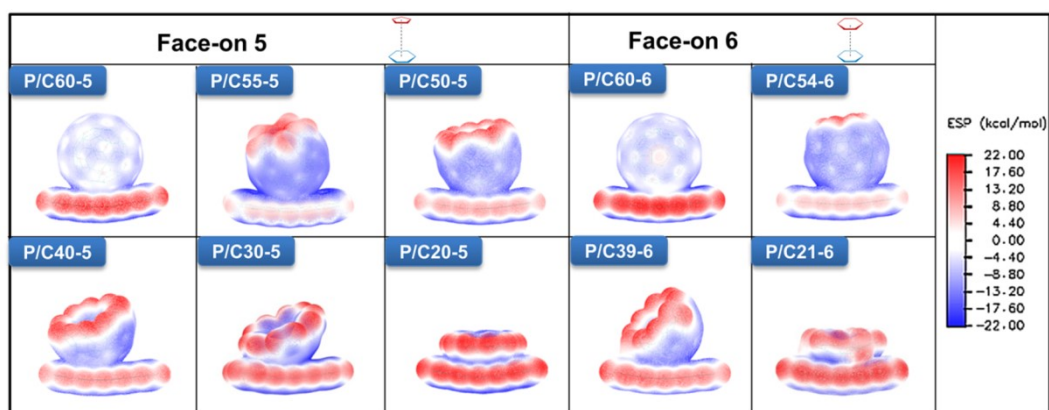 Face-on 5
Face-on 6
P/C60-5
P/C55-5
P/C50-5
P/C60-6
P/C54-6
P/C40-5
P/C30-5
P/C20-5
P/C39-6
P/C21-6
ESP (kcal/mol)
22.00
17.60
13.20
8.80
4.40
0.00
-4.40
-8.80
-13.20
-17.60
-22.00